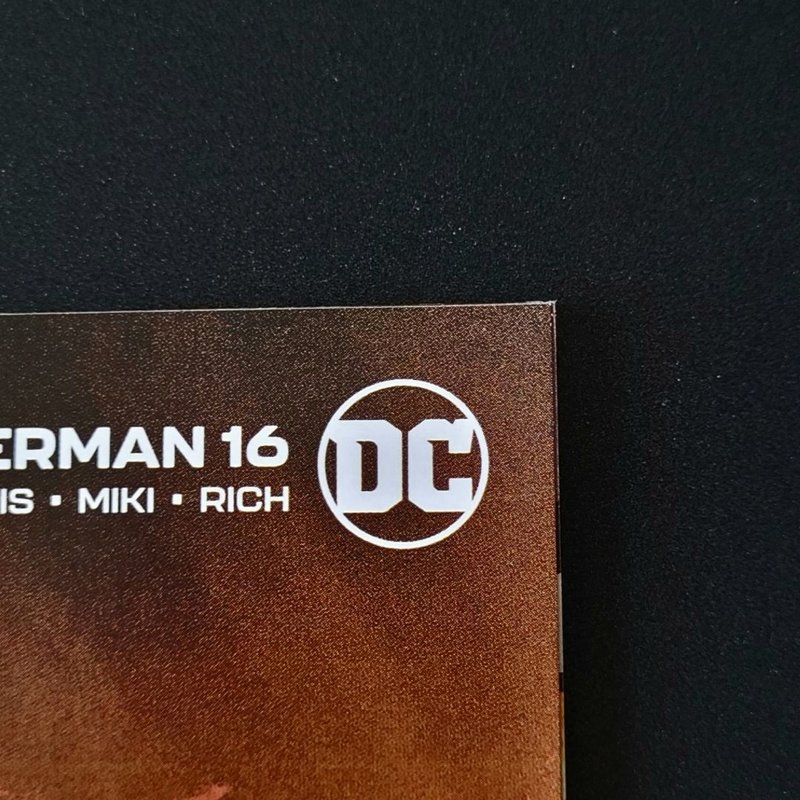 ERMAN 16
IS • MIKI • RICH
DC